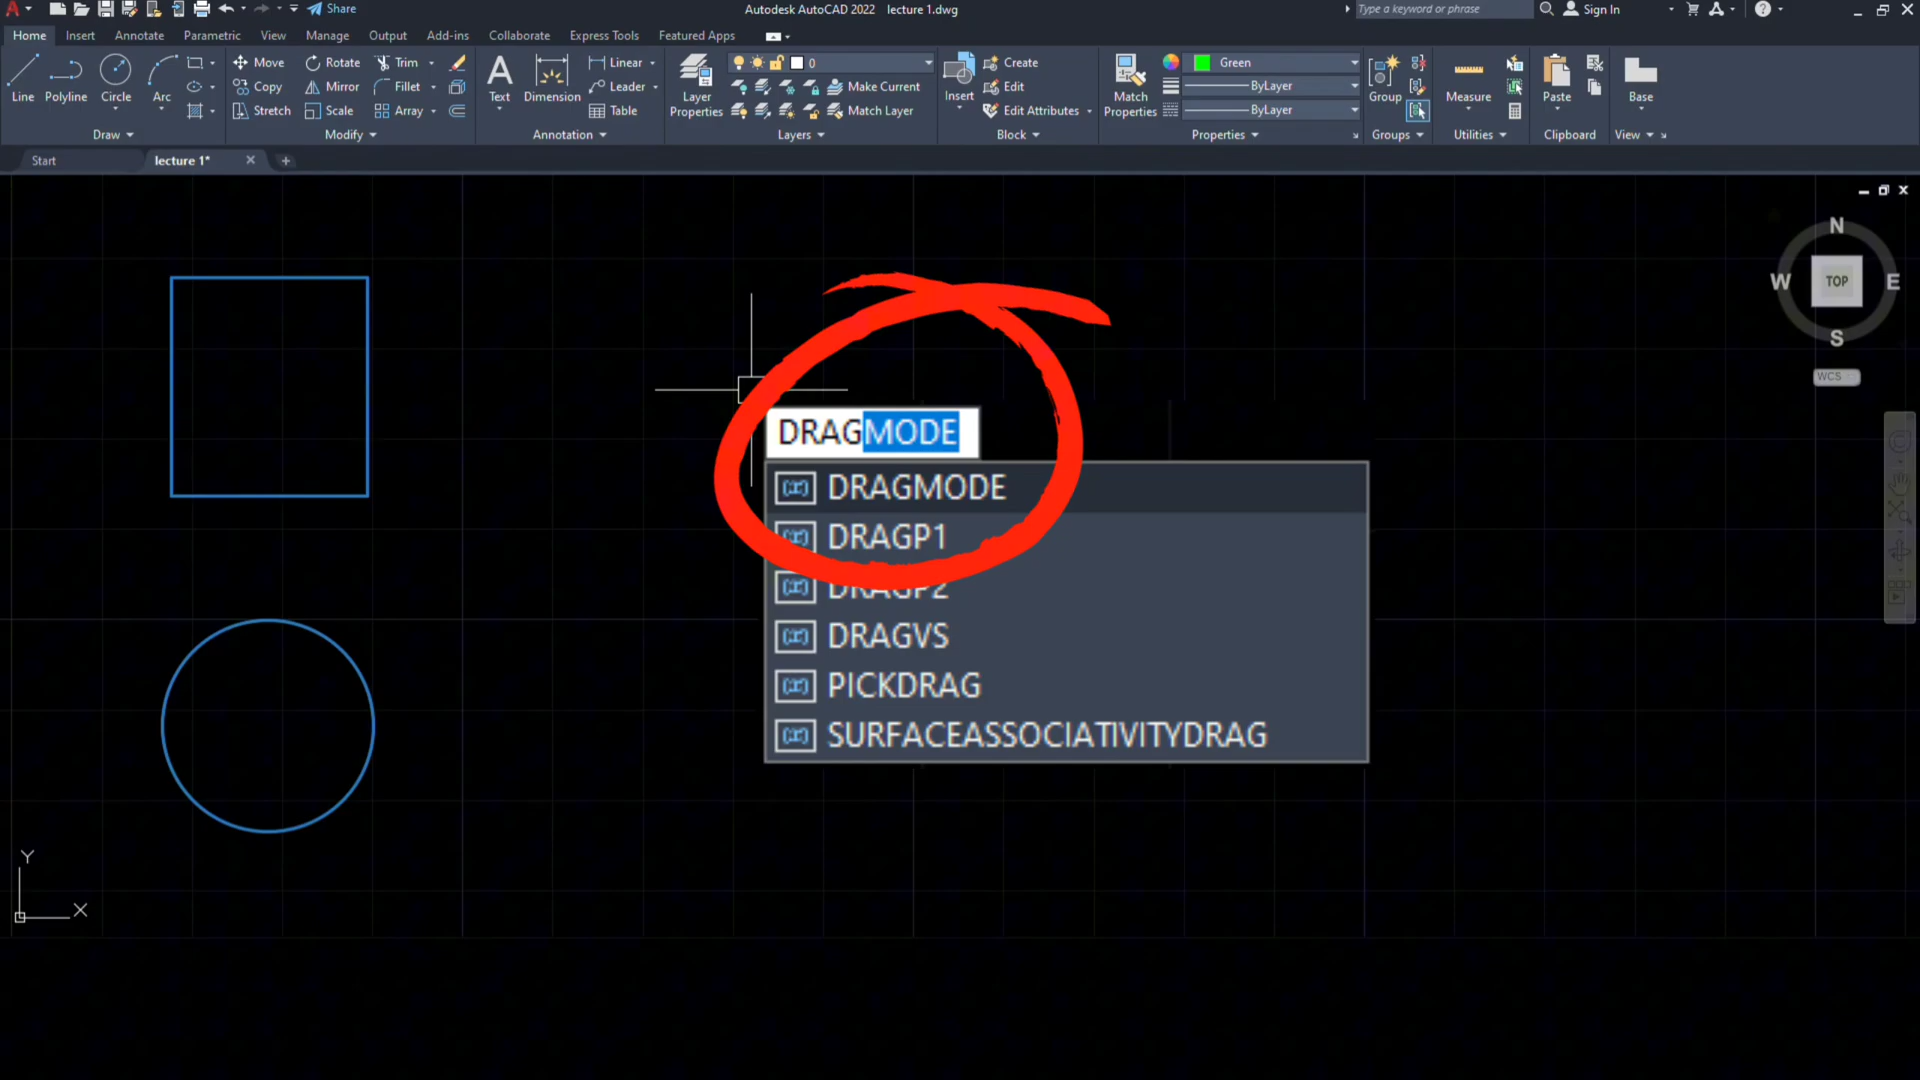 Share
Autodesk AutoCAD 2022 lecture 1.dwg
Type a keyword or phrase
Sign In
Home Insert Annotate Parametric View Manage Output Add-ins Collaborate Express Tools Featured Apps
Line
Polyline
Circle
Arc
Draw
Move Rotate Trim
Copy Mirror Fillet
Stretch Scale Array
Modify
Text
Dimension
Linear
Leader
Table
Annotation
Layer Properties
0
Make Current
Match Layer
Layers
Insert
Create
Edit
Edit Attributes
Block
Match Properties
Green
ByLayer
ByLayer
Properties
Group
Groups
Measure
Utilities
Paste
Clipboard
Base
View
Start
lecture 1*
N
W TOP E
S
WCS
DRAGMODE
DRAGMODE
DRAGP1
DRAGP2
DRAGVS
PICKDRAG
SURFACEASSOCIATIVITYDRAG
Y
X